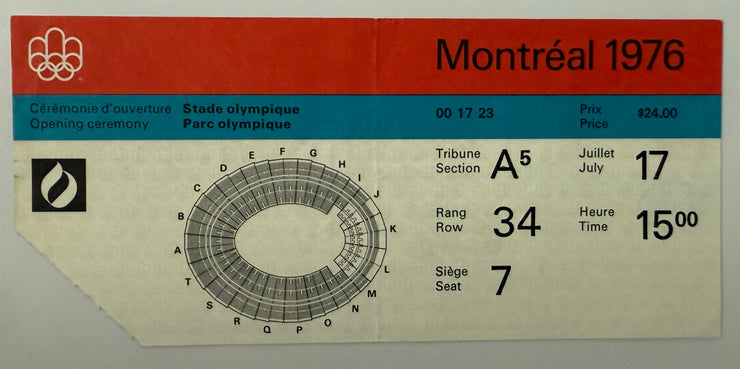 Montréal 1976
Cérémonie d'ouverture Stade olympique
Opening ceremony Parc olympique
00 17 23
Prix
Price
$24.00
Tribune
Section
A5
Juillet
July
17
Rang
Row
34
Heure
Time
1500
Siège
Seat
7
A
B
C
D
E
F
G
H
I
J
K
L
M
N
O
P
Q
R
S
T